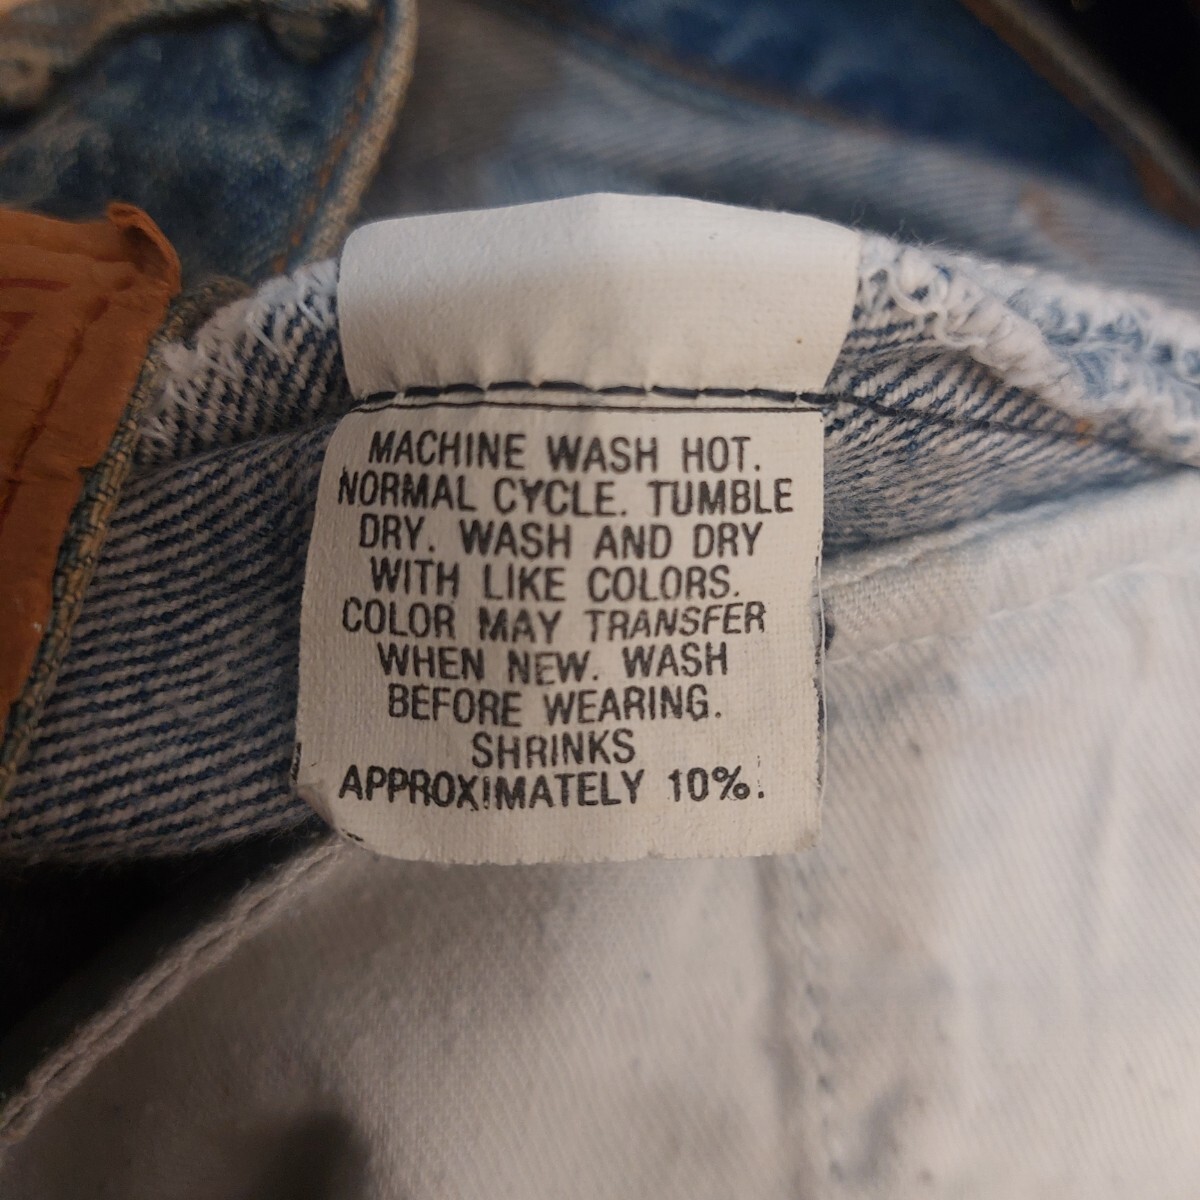 MACHINE WASH HOT.
NORMAL CYCLE. TUMBLE
DRY. WASH AND DRY
WITH LIKE COLORS.
COLOR MAY TRANSFER
WHEN NEW. WASH
BEFORE WEARING.
SHRINKS
APPROXIMATELY 10%.